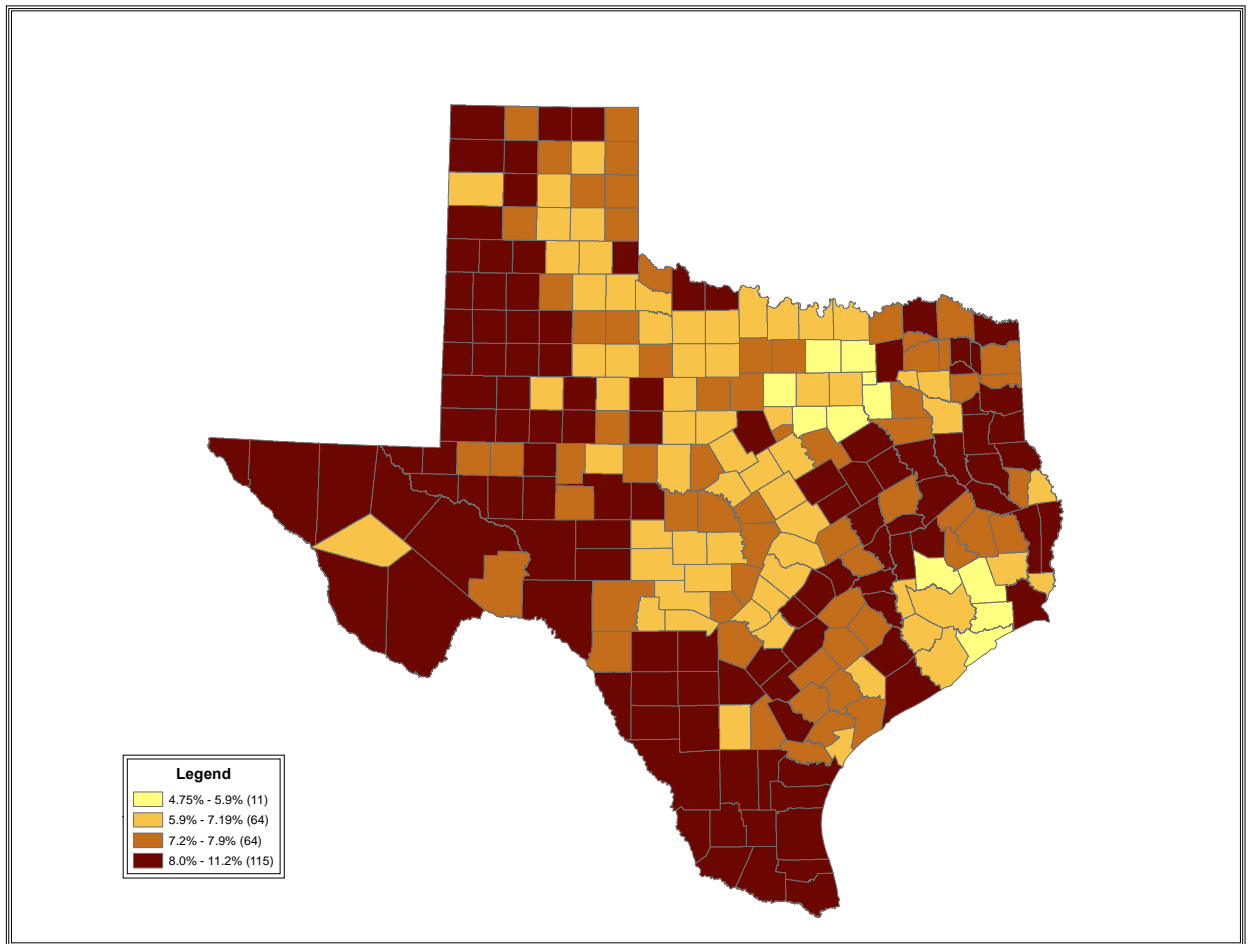 Legend
4.75% - 5.9% (11)
5.9% - 7.19% (64)
7.2% - 7.9% (64)
8.0% - 11.2% (115)